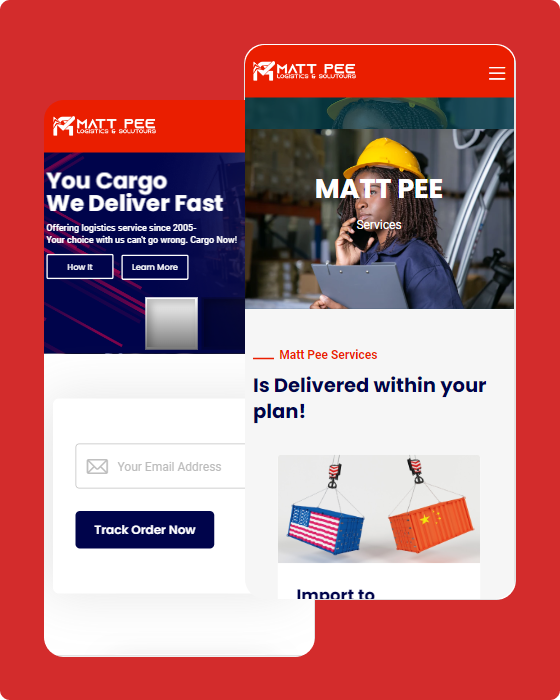 MATT PEE
LOGISTICS & SOLUTOURS
You Cargo
We Deliver Fast
Offering logistics service since 2005-
Your choice with us can't go wrong. Cargo Now!
How It
Learn More
Your Email Address
Track Order Now
MATT PEE
LOGISTICS & SOLUTOURS
MATT PEE
Services
Matt Pee Services
Is Delivered within your
plan!
Import to